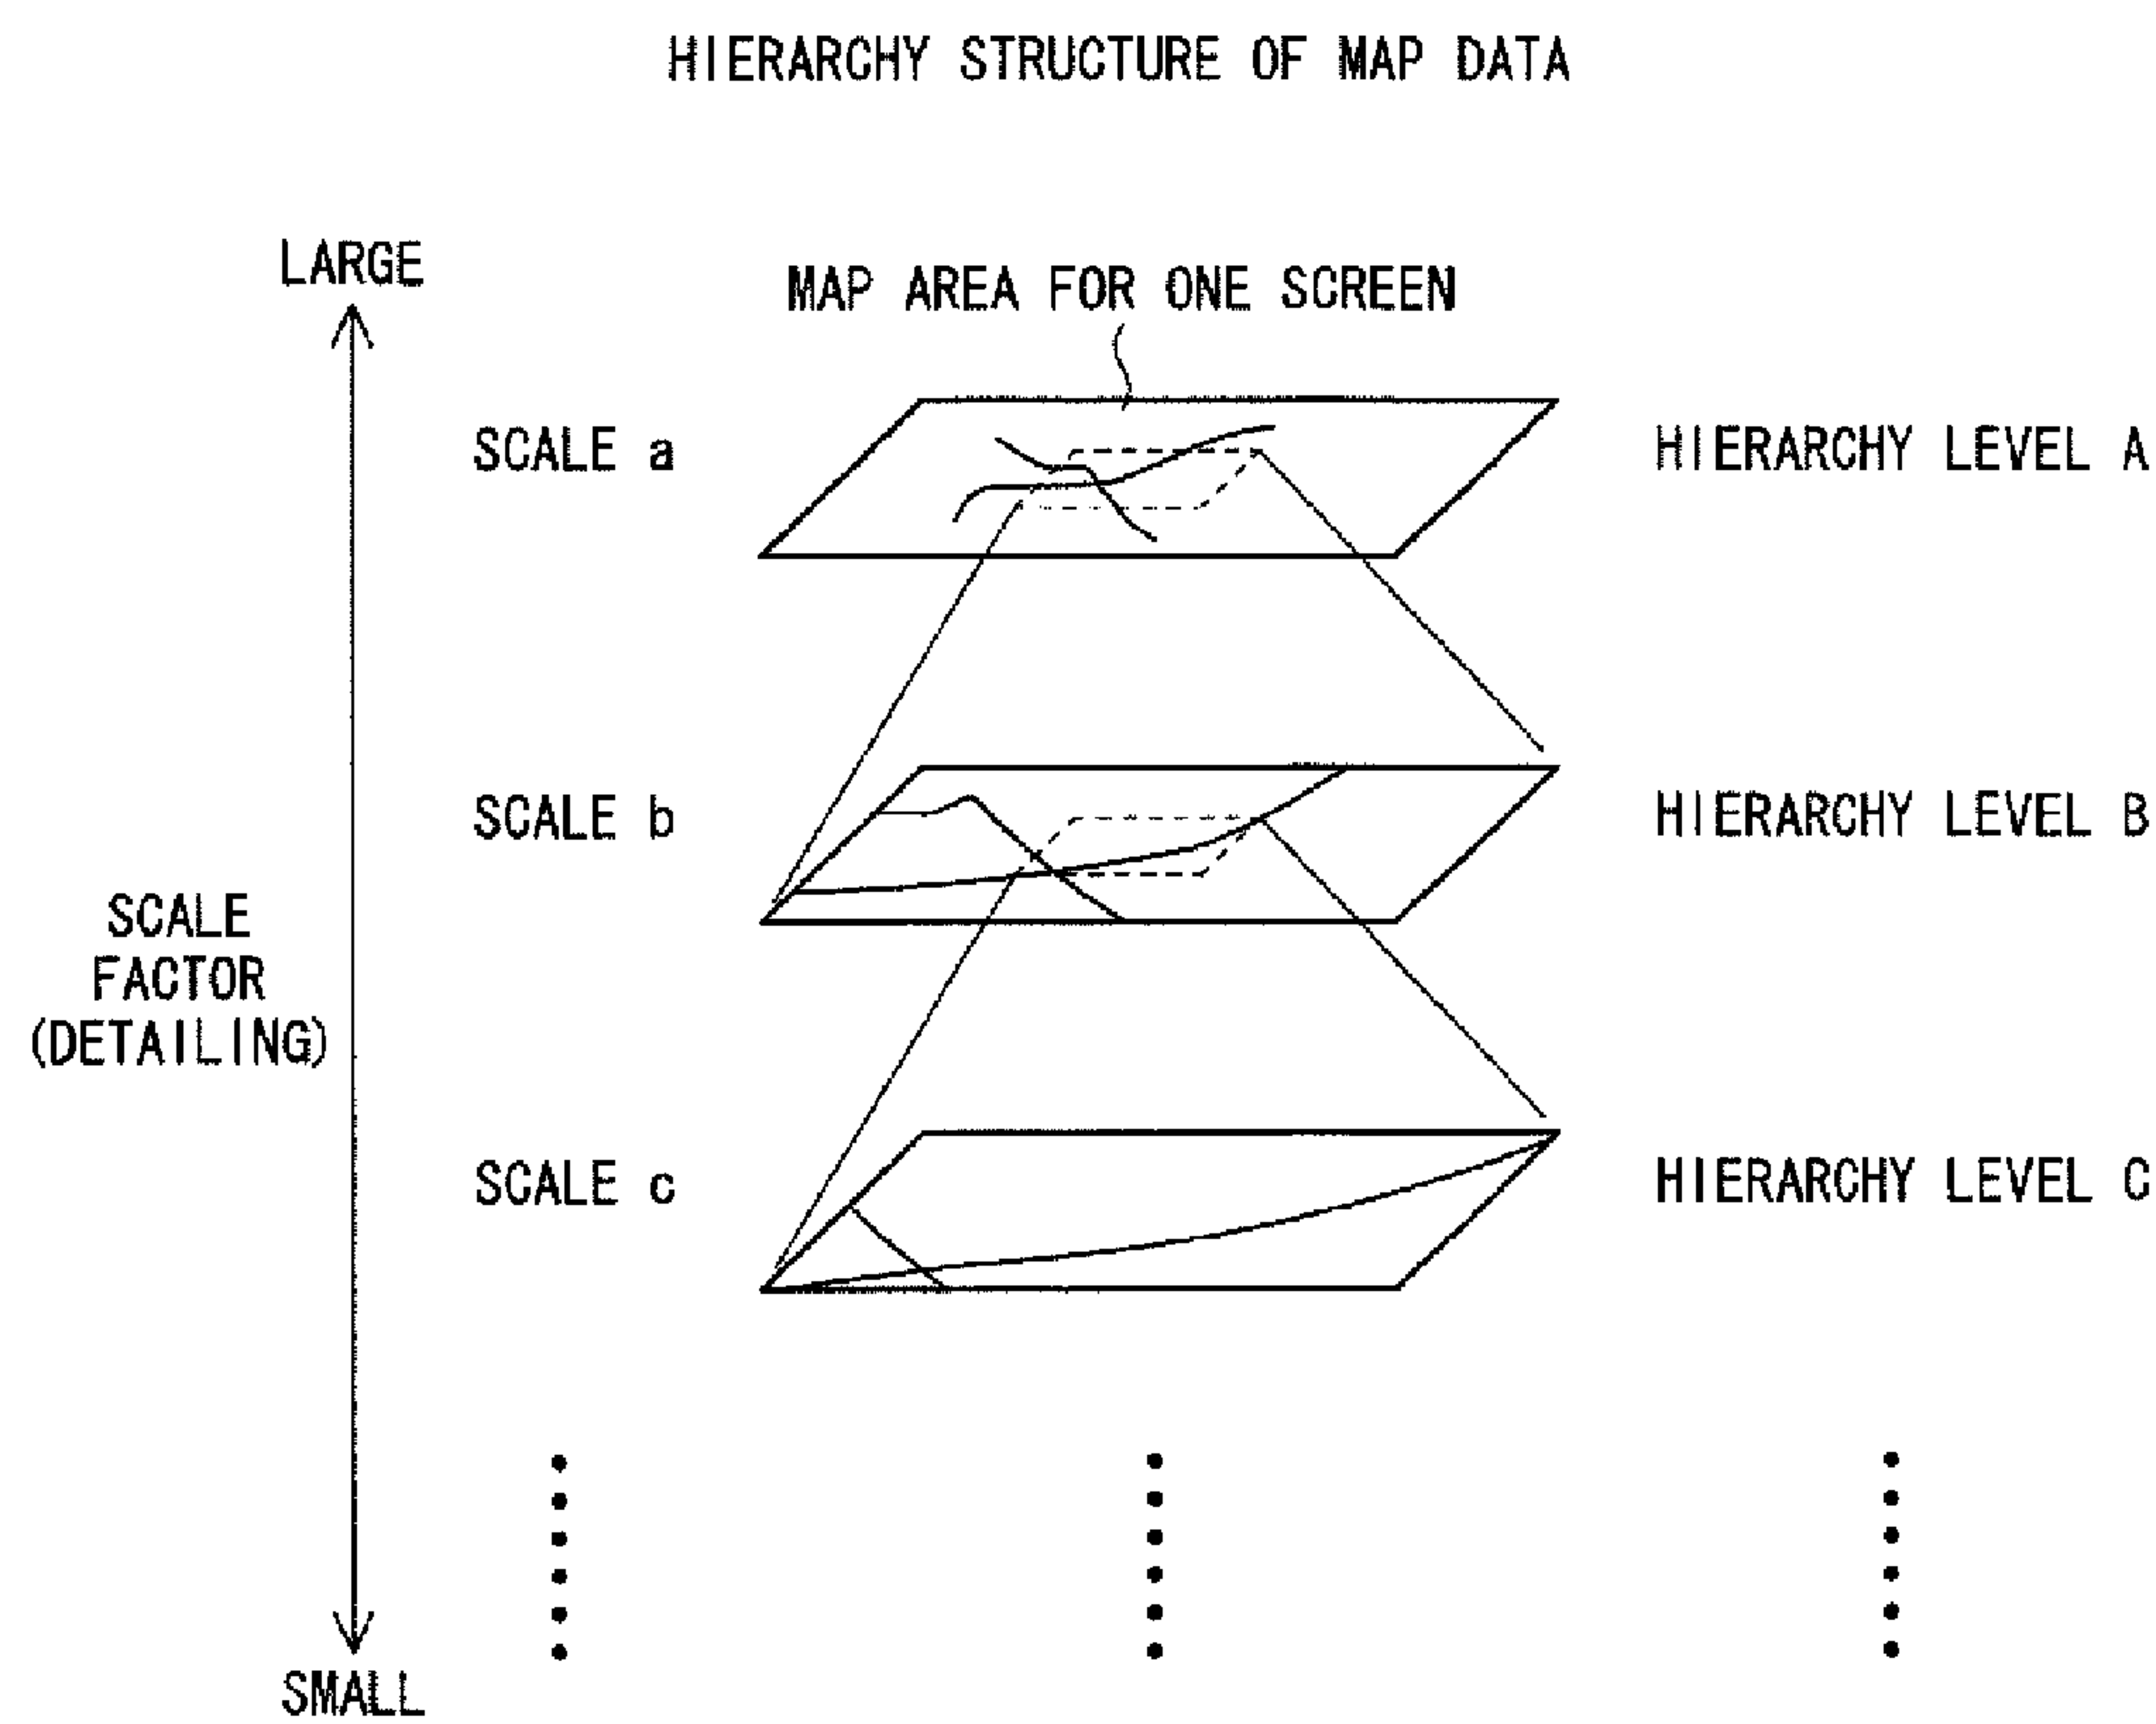 HIERARCHY STRUCTURE OF MAP DATA
LARGE
MAP AREA FOR ONE SCREEN
SCALE a
HIERARCHY LEVEL A
SCALE b
HIERARCHY LEVEL B
SCALE
FACTOR
(DETAILING)
SCALE c
HIERARCHY LEVEL C
SMALL